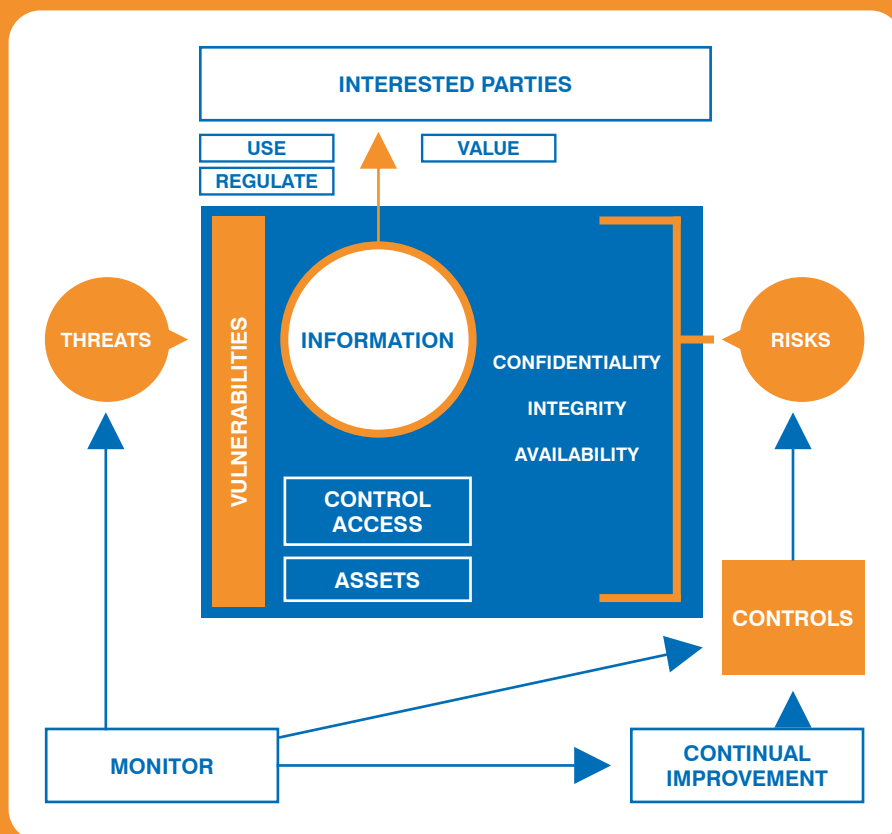 INTERESTED PARTIES
USE
VALUE
REGULATE
THREATS
VULNERABILITIES
INFORMATION
CONFIDENTIALITY
INTEGRITY
AVAILABILITY
RISKS
CONTROL
ACCESS
ASSETS
CONTROLS
MONITOR
CONTINUAL
IMPROVEMENT